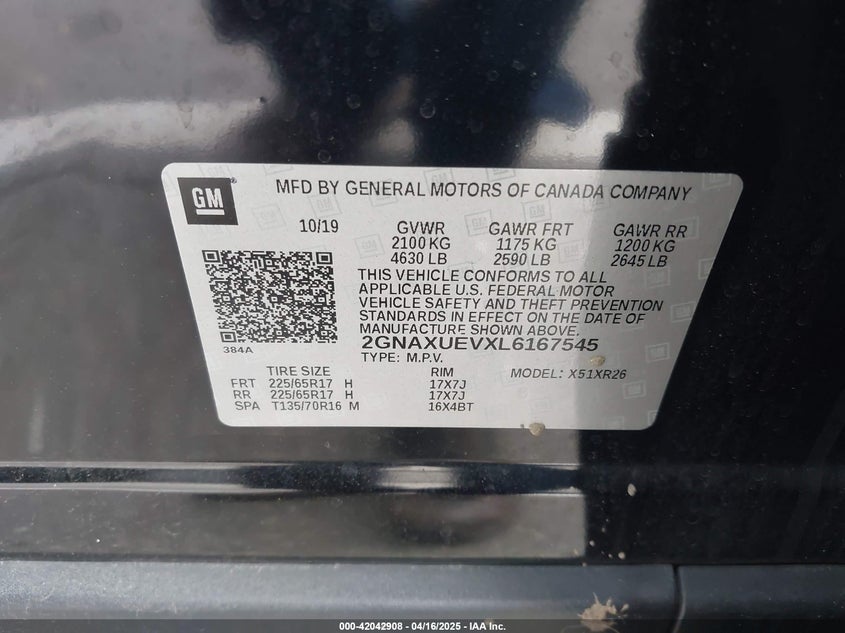 GM
MFD BY GENERAL MOTORS OF CANADA COMPANY
10/19 GVWR GAWR FRT GAWR RR
2100 KG 1175 KG 1200 KG
4630 LB 2590 LB 2645 LB
THIS VEHICLE CONFORMS TO ALL
APPLICABLE U.S. FEDERAL MOTOR
VEHICLE SAFETY AND THEFT PREVENTION
STANDARDS IN EFFECT ON THE DATE OF
MANUFACTURE SHOWN ABOVE.
384A
2GNAXUEVXL6167545
TYPE: M.P.V.
TIRE SIZE RIM MODEL: X51XR26
FRT 225/65R17 H 17X7J
RR 225/65R17 H 17X7J
SPA T135/70R16 M 16X4BT
000-42042908 - 04/16/2025 - IAA Inc.